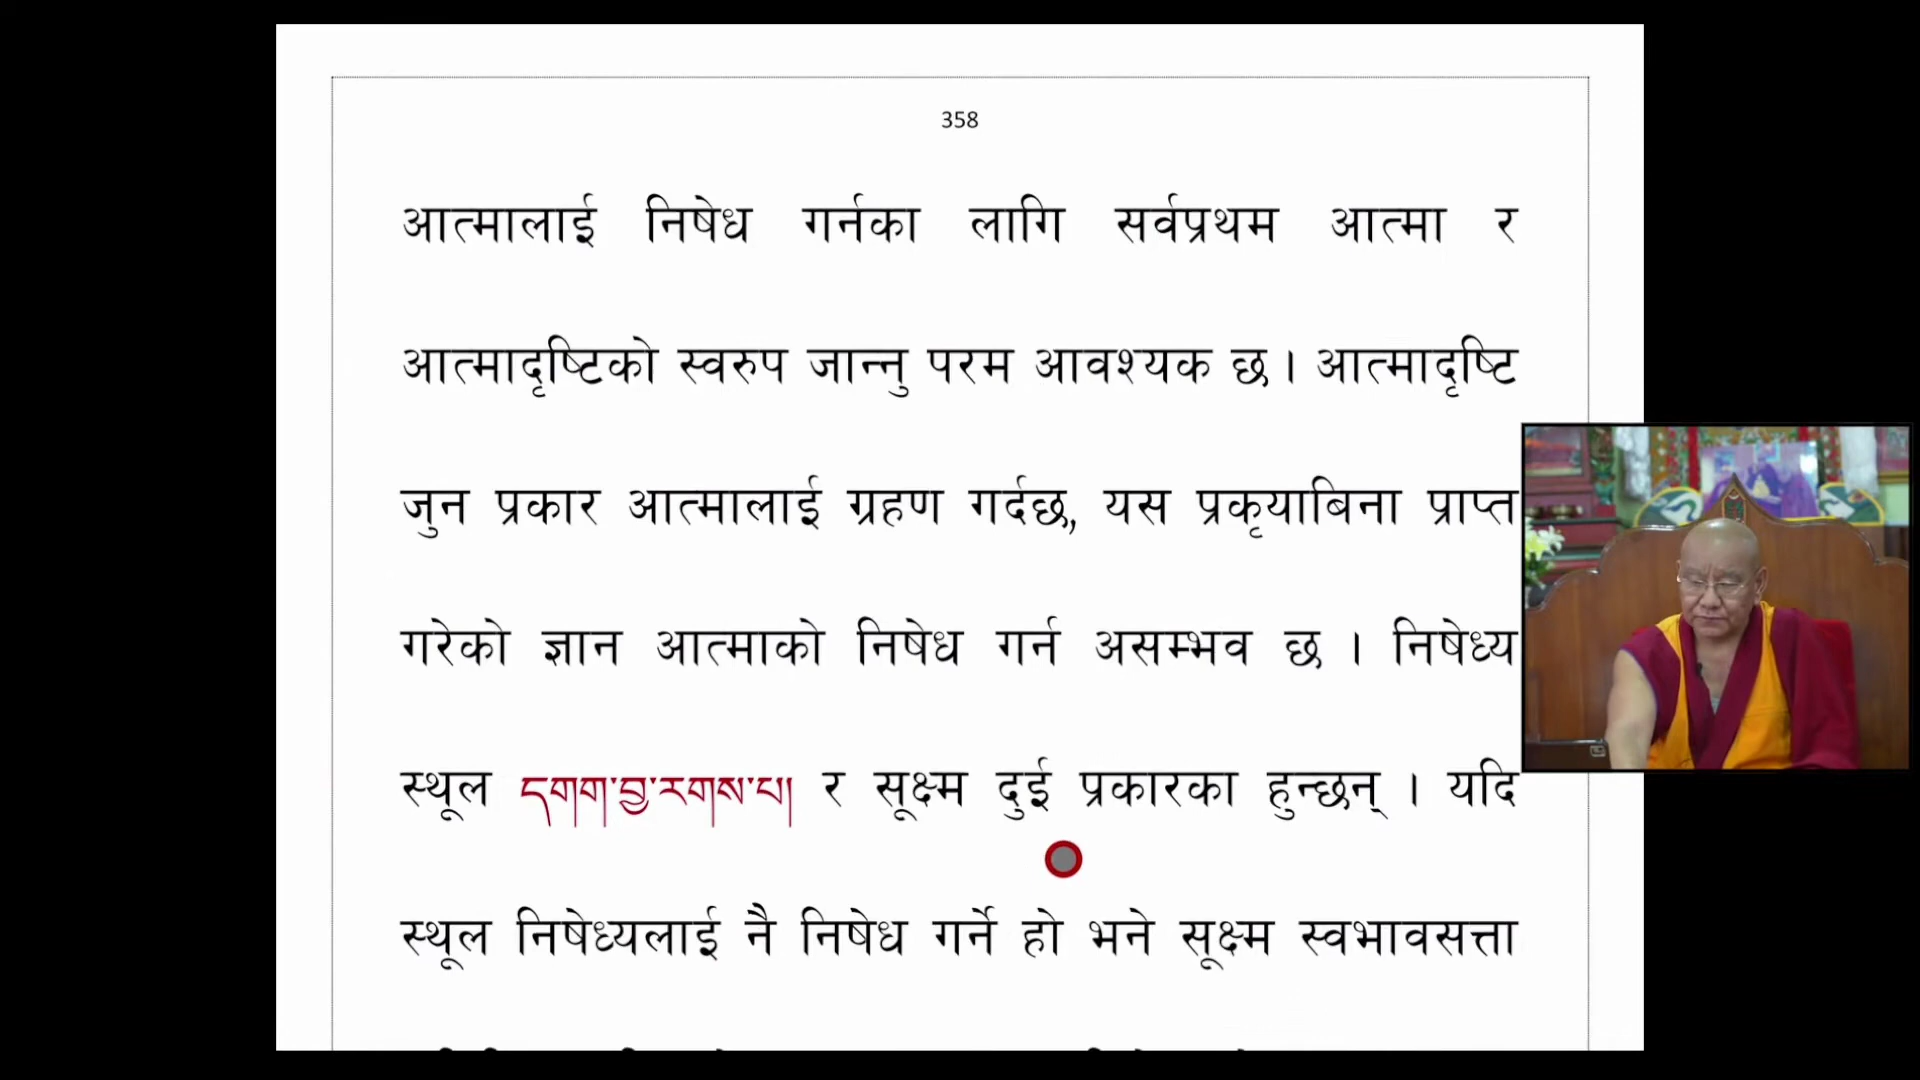 358
आत्मालाई निषेध गर्नका लागि सर्वप्रथम आत्मा र
आत्मादृष्टिको स्वरुप जान्नु परम आवश्यक छ । आत्मादृष्टि
जुन प्रकार आत्मालाई ग्रहण गर्दछ, यस प्रकृयाबिना प्राप्त
गरेको ज्ञान आत्माको निषेध गर्न असम्भव छ । निषेध्य
स्थूल དགག་བྱ་རགས་པ། र सूक्ष्म दुई प्रकारका हुन्छन् । यदि
स्थूल निषेध्यलाई नै निषेध गर्ने हो भने सूक्ष्म स्वभावसत्ता